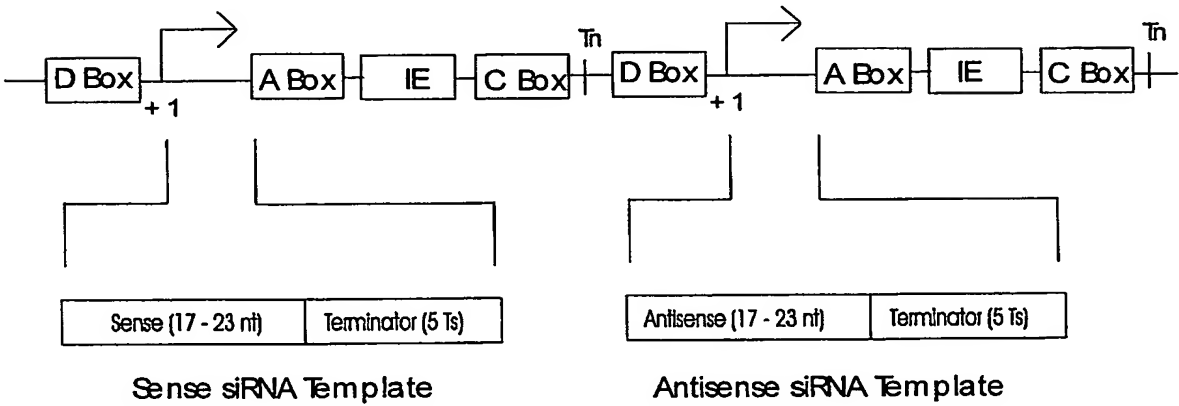 Tn Tn
D Box A Box IE C Box D Box A Box IE C Box
+ 1 + 1
Sense (17 - 23 nt) Terminator (5 Ts) Antisense (17 - 23 nt) Terminator (5 Ts)
Sense siRNA Template Antisense siRNA Template